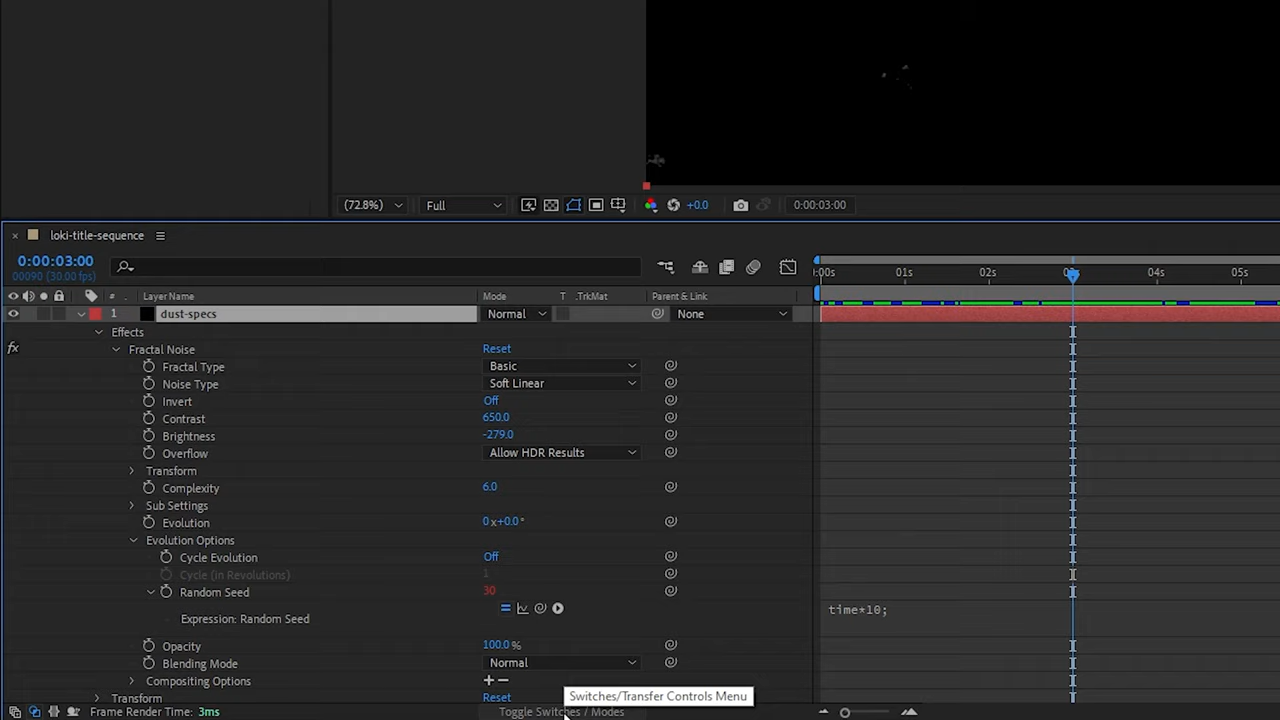 (72.8%) Full +0.0 0:00:03:00
× loki-title-sequence
0:00:03:00
00090 (30.00 fps)
:00s 01s 02s 03s 04s 05s
# Layer Name Mode T .TrkMat Parent & Link
1 dust-specs Normal None
Effects
fx Fractal Noise Reset
Fractal Type Basic
Noise Type Soft Linear
Invert Off
Contrast 650.0
Brightness -279.0
Overflow Allow HDR Results
Transform
Complexity 6.0
Sub Settings
Evolution 0 x+0.0°
Evolution Options
Cycle Evolution Off
Cycle (in Revolutions) 1
Random Seed 30
Expression: Random Seed time*10;
Opacity 100.0 %
Blending Mode Normal
Compositing Options + −
Transform Reset
Switches/Transfer Controls Menu
Frame Render Time: 3ms Toggle Switches / Modes